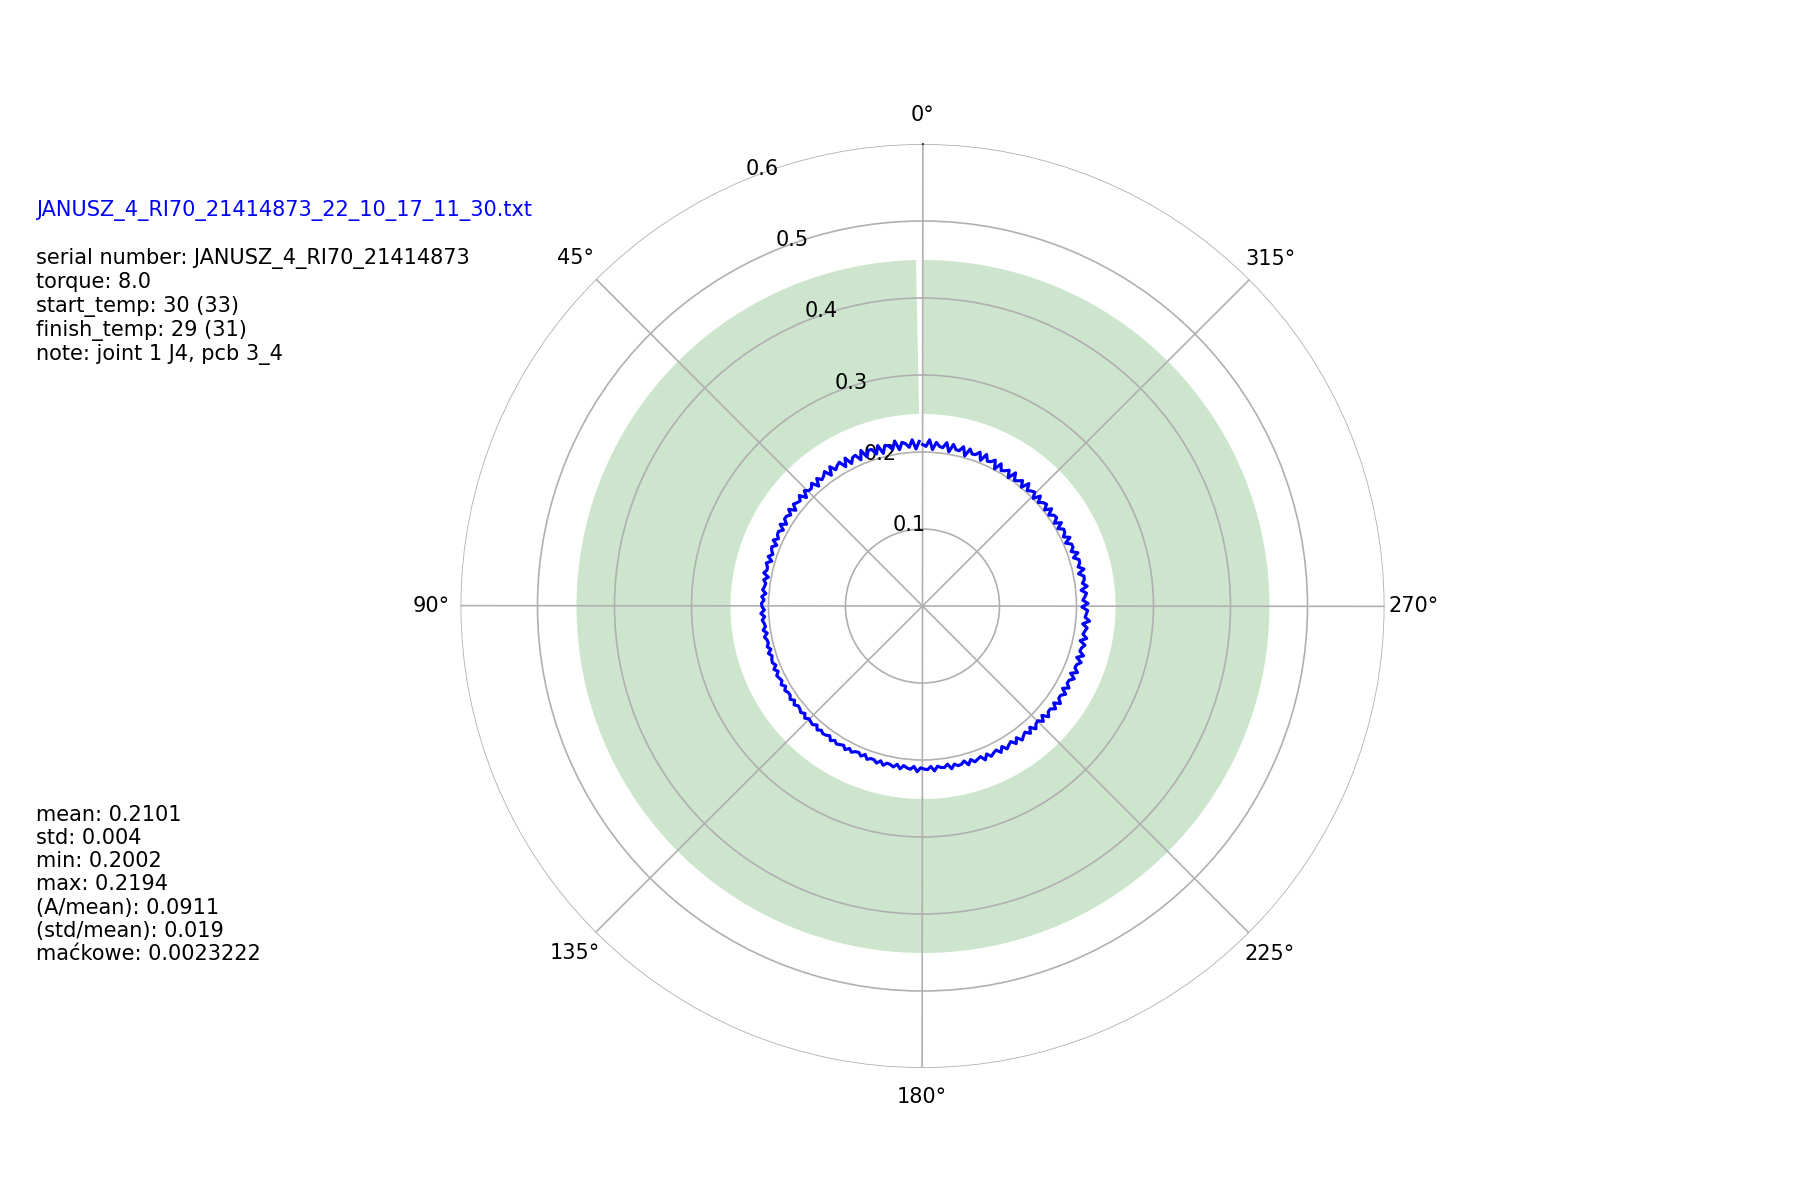 0°
0.6
JANUSZ_4_RI70_21414873_22_10_17_11_30.txt
0.5
serial number: JANUSZ_4_RI70_21414873
45°
315°
torque: 8.0
start_temp: 30 (33)
0.4
finish_temp: 29 (31)
note: joint 1 J4, pcb 3_4
0.3
0.2
0.1
90°
270°
mean: 0.2101
std: 0.004
min: 0.2002
max: 0.2194
(A/mean): 0.0911
(std/mean): 0.019
maćkowe: 0.0023222
135°
225°
180°